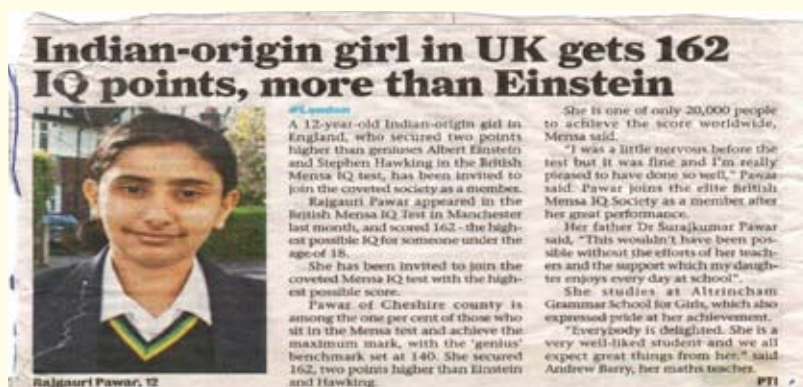 Indian-origin girl in UK gets 162
IQ points, more than Einstein
#London
A 12-year-old Indian-origin girl in
England, who secured two points
higher than geniuses Albert Einstein
and Stephen Hawking in the British
Mensa IQ test, has been invited to
join the coveted society as a member.
Rajgauri Pawar appeared in the
British Mensa IQ Test in Manchester
last month, and scored 162 - the high-
est possible IQ for someone under the
age of 18.
She has been invited to join the
coveted Mensa IQ test with the high-
est possible score.
Pawar of Cheshire county is
among the one per cent of those who
sit in the Mensa test and achieve the
maximum mark, with the 'genius'
benchmark set at 140. She secured
162, two points higher than Einstein
and Hawking.
She is one of only 20,000 people
to achieve the score worldwide,
Mensa said.
"I was a little nervous before the
test but it was fine and I'm really
pleased to have done so well," Pawar
said. Pawar joins the elite British
Mensa IQ Society as a member after
her great performance.
Her father Dr Surajkumar Pawar
said, "This wouldn't have been pos-
sible without the efforts of her teach-
ers and the support which my daugh-
ter enjoys every day at school".
She studies at Altrincham
Grammar School for Girls, which also
expressed pride at her achievement.
"Everybody is delighted. She is a
very well-liked student and we all
expect great things from her," said
Andrew Barry, her maths teacher.
PTI
Rajgauri Pawar, 12